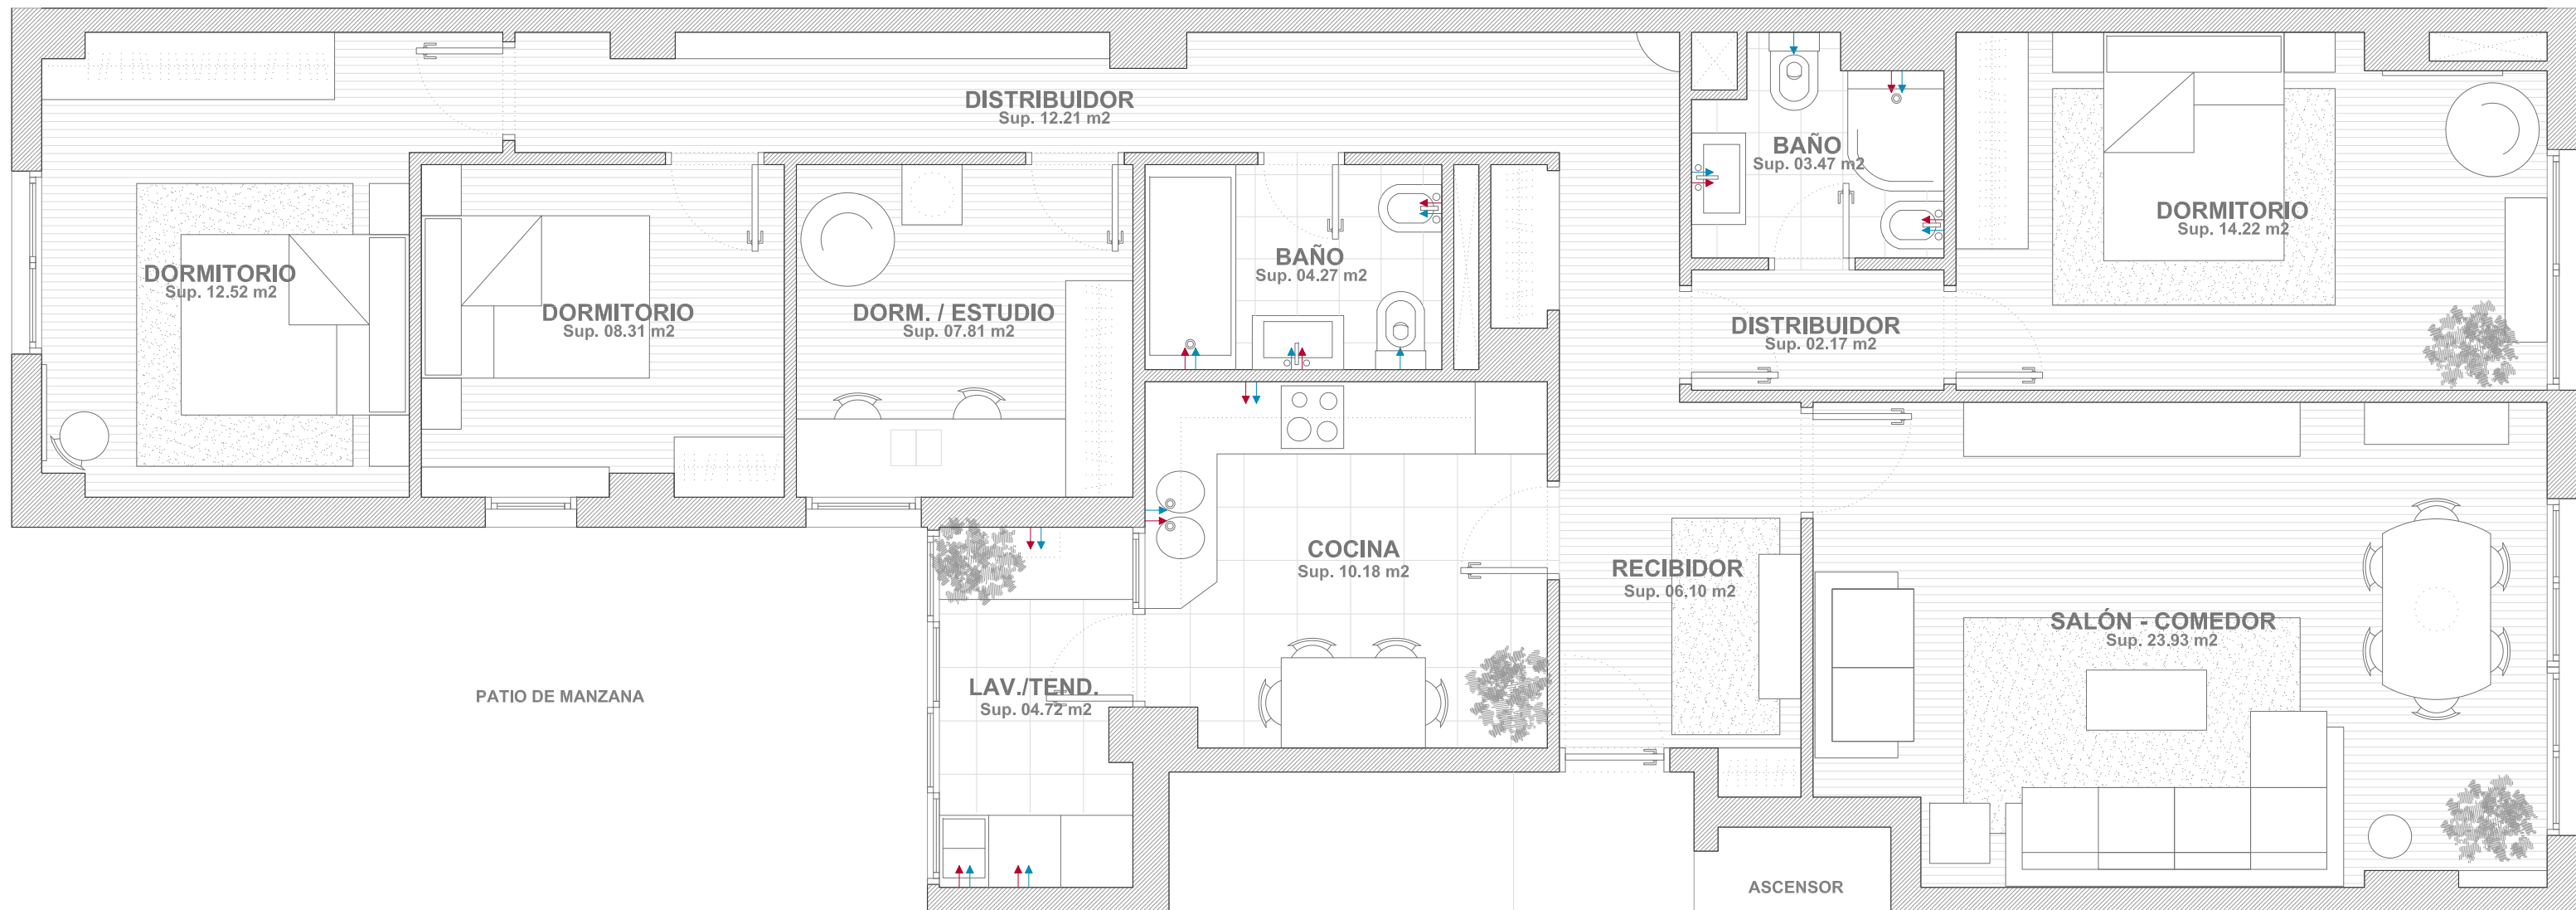 DISTRIBUIDOR
Sup. 12.21 m2
BAÑO
Sup. 03.47 m2
DORMITORIO
Sup. 14.22 m2
DORMITORIO
Sup. 12.52 m2
DORMITORIO
Sup. 08.31 m2
DORM. / ESTUDIO
Sup. 07.81 m2
BAÑO
Sup. 04.27 m2
DISTRIBUIDOR
Sup. 02.17 m2
COCINA
Sup. 10.18 m2
RECIBIDOR
Sup. 06.10 m2
SALÓN - COMEDOR
Sup. 23.93 m2
LAV./TEND.
Sup. 04.72 m2
PATIO DE MANZANA
ASCENSOR